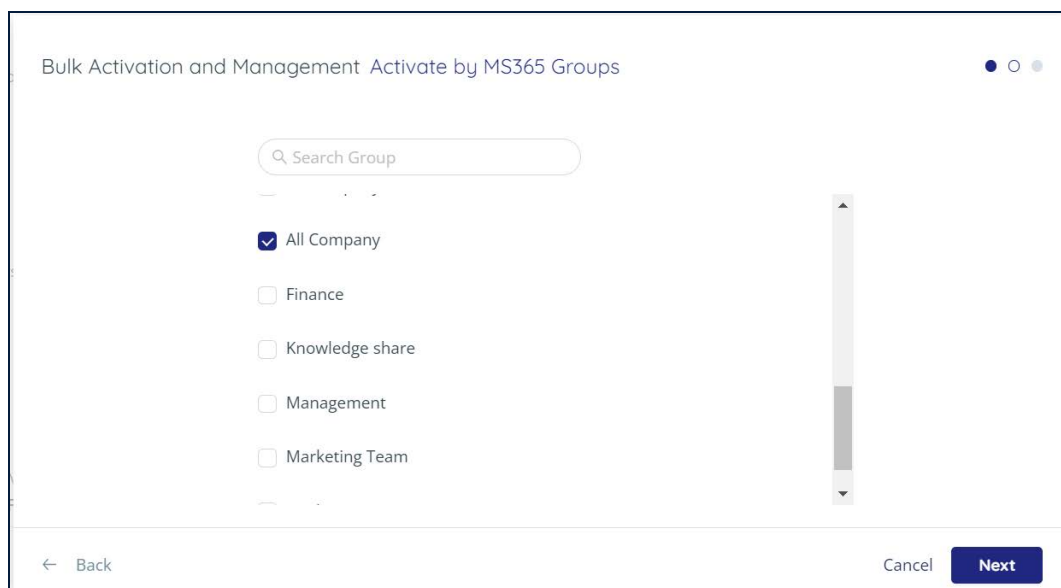 Bulk Activation and Management Activate by MS365 Groups
Search Group
All Company
Finance
Knowledge share
Management
Marketing Team
← Back
Cancel
Next